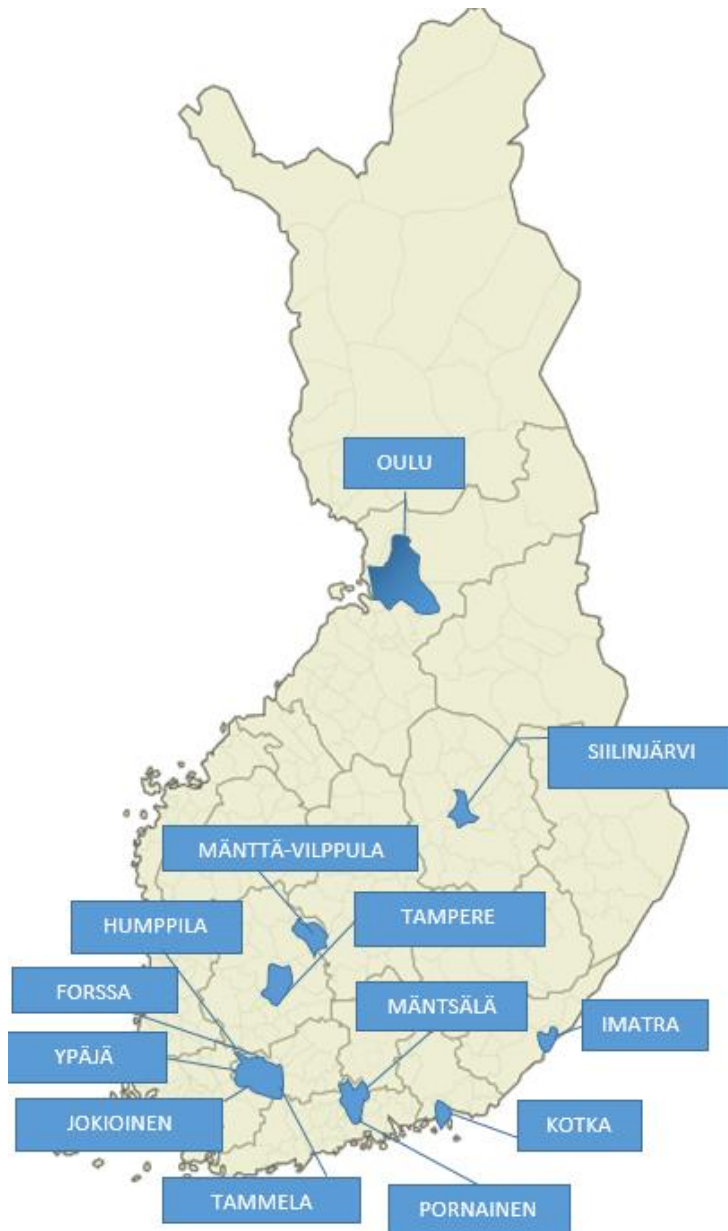 OULU
SIILINJÄRVI
MÄNTTÄ-VILPPULA
HUMPPILA
TAMPERE
FORSSA
MÄNTSÄLÄ
IMATRA
YPÄJÄ
JOKIOINEN
KOTKA
TAMMELA
PORNAINEN